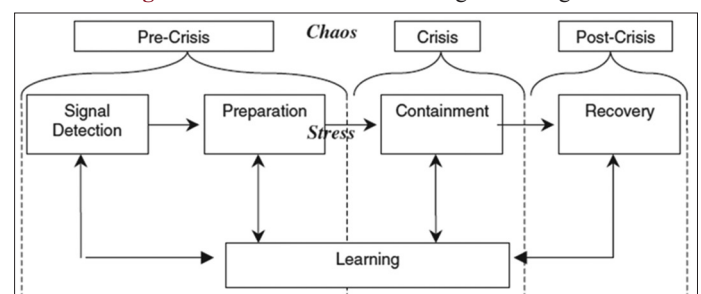 Pre-Crisis
Chaos
Crisis
Post-Crisis
Signal
Detection
Preparation
Stress
Containment
Recovery
Learning